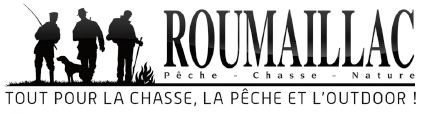 ROUMAILLAC
Pêche - Chasse - Nature
TOUT POUR LA CHASSE, LA PÊCHE ET L'OUTDOOR !